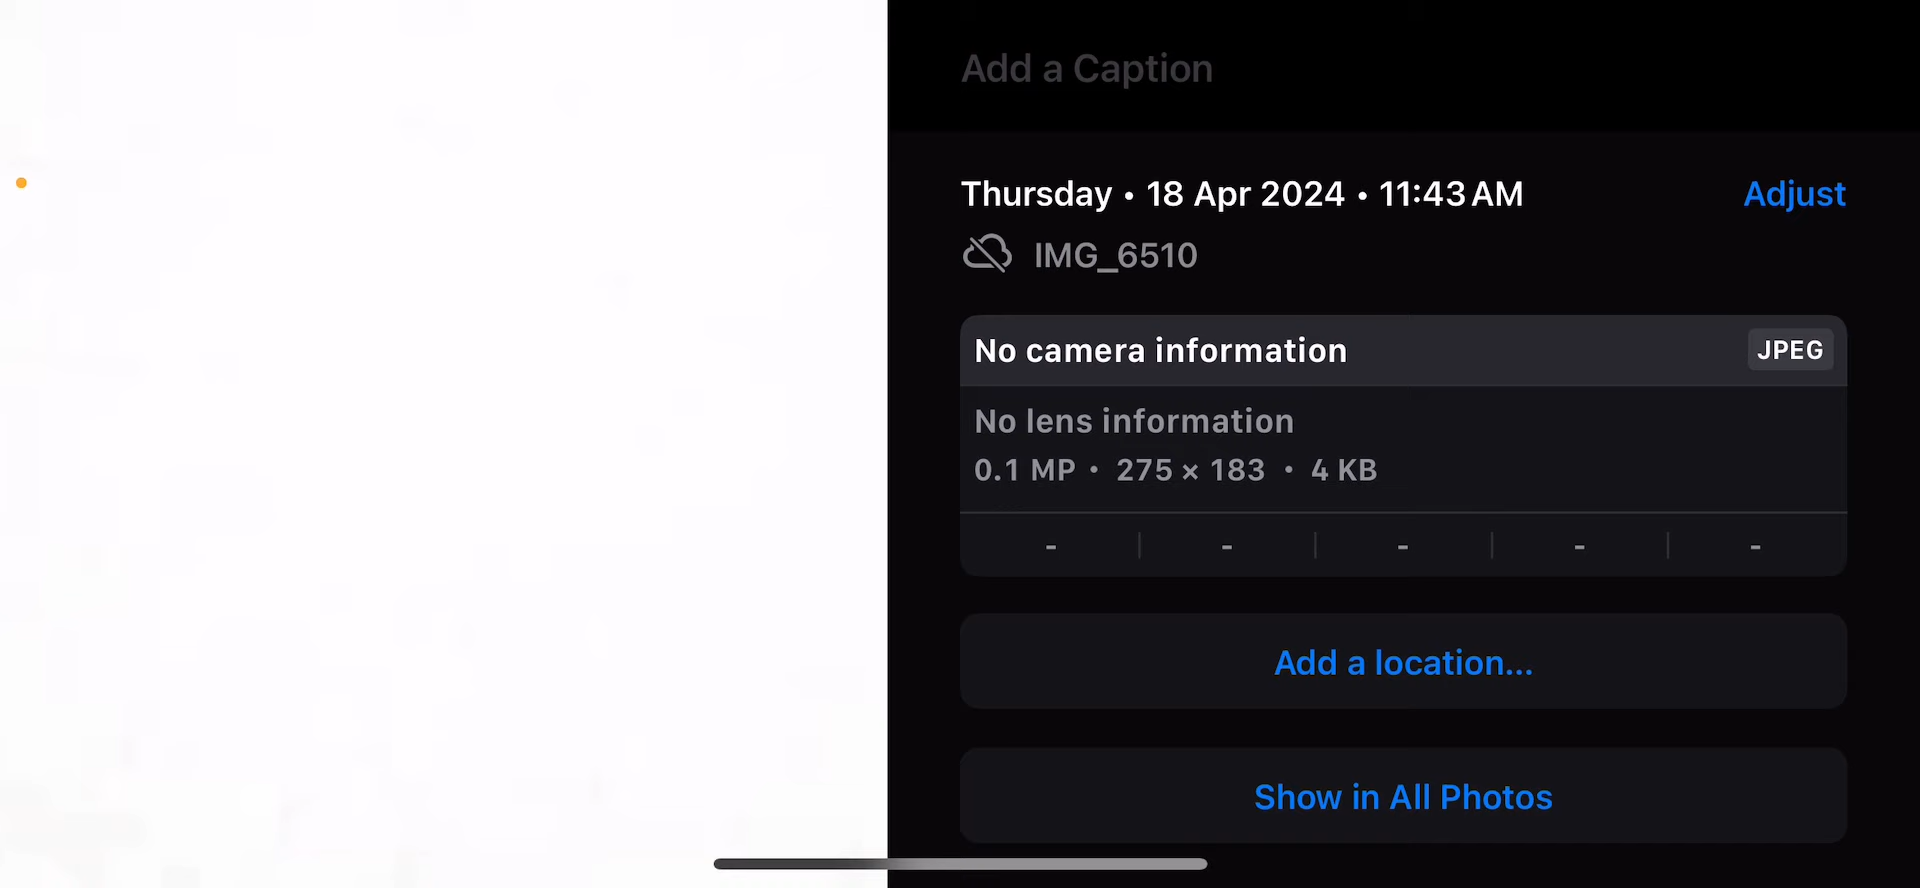 Add a Caption
Thursday • 18 Apr 2024 • 11:43 AM
Adjust
IMG_6510
No camera information
JPEG
No lens information
0.1 MP • 275 × 183 • 4 KB
- - - - -
Add a location...
Show in All Photos